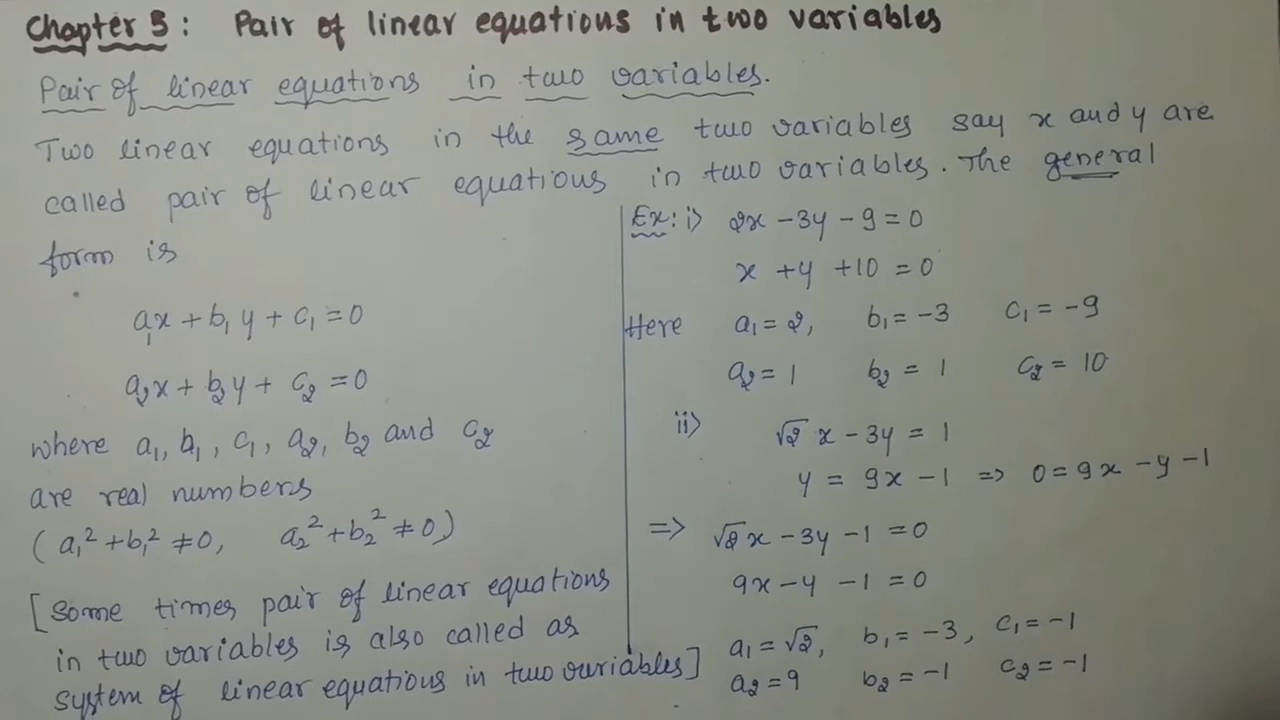 Chapter 3: Pair of linear equations in two variables
Pair of linear equations in two variables.
Two linear equations in the same two variables say x and y are
called pair of linear equations in two variables. The general
form is
a₁x + b₁y + c₁ = 0
a₂x + b₂y + c₂ = 0
where a₁, b₁, c₁, a₂, b₂ and c₂
are real numbers
(a₁² + b₁² ≠ 0, a₂² + b₂² ≠ 0)
[Some times pair of linear equations
in two variables is also called as
system of linear equations in two variables]
Ex: i) 2x - 3y - 9 = 0
x + y + 10 = 0
Here a₁ = 2, b₁ = -3 c₁ = -9
a₂ = 1 b₂ = 1 c₂ = 10
ii) √2 x - 3y = 1
y = 9x - 1 => 0 = 9x - y - 1
=> √2x - 3y - 1 = 0
9x - y - 1 = 0
a₁ = √2, b₁ = -3, c₁ = -1
a₂ = 9 b₂ = -1 c₂ = -1